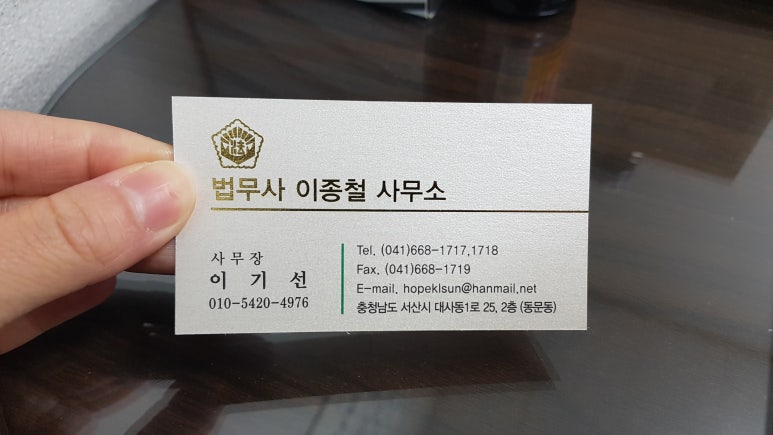 法
법무사 이종철 사무소
사 무 장
이 기 선
010-5420-4976
Tel. (041)668-1717,1718
Fax. (041)668-1719
E-mail. hopeklsun@hanmail.net
충청남도 서산시 대사동1로 25, 2층 (동문동)